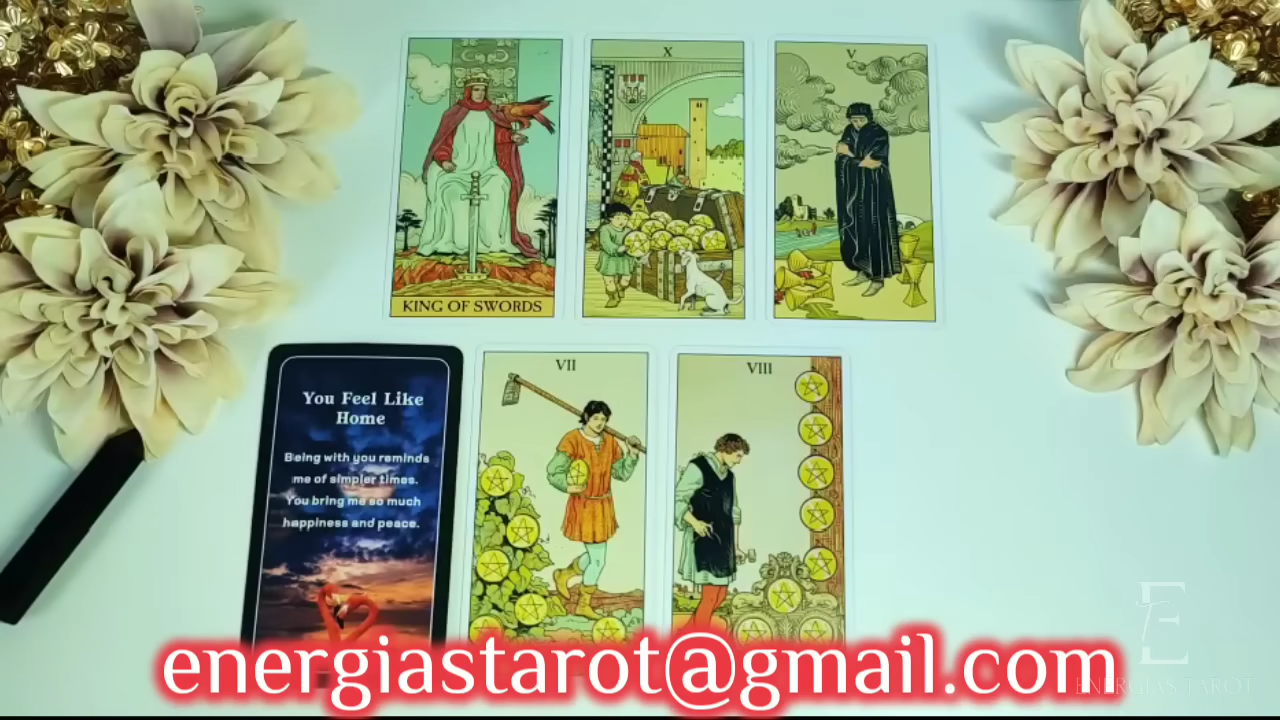 X
V
KING OF SWORDS
You Feel Like
Home
Being with you reminds
me of simpler times.
You bring me so much
happiness and peace.
VII
VIII
E
ENERGIAS TAROT
energiastarot@gmail.com